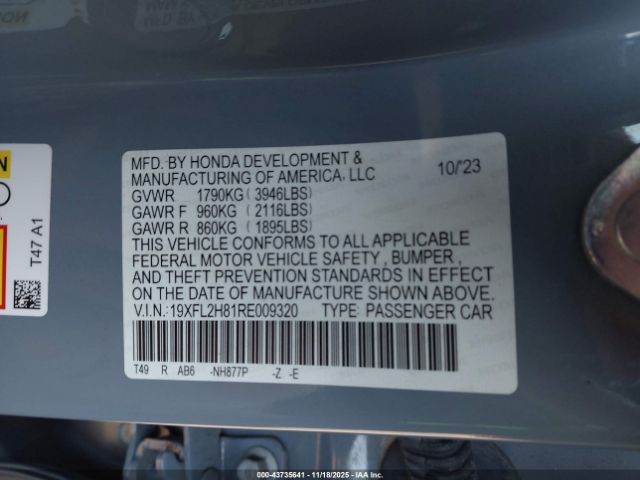 MFD. BY HONDA DEVELOPMENT &
MANUFACTURING OF AMERICA, LLC 10/'23
GVWR 1790KG (3946LBS)
GAWR F 960KG (2116LBS)
GAWR R 860KG (1895LBS)
THIS VEHICLE CONFORMS TO ALL APPLICABLE
FEDERAL MOTOR VEHICLE SAFETY , BUMPER ,
AND THEFT PREVENTION STANDARDS IN EFFECT
ON THE DATE OF MANUFACTURE SHOWN ABOVE.
V.I.N.: 19XFL2H81RE009320 TYPE: PASSENGER CAR
T49 R AB6 -NH877P -Z -E
T47 A1
000-43735641 - 11/18/2025 - IAA Inc.